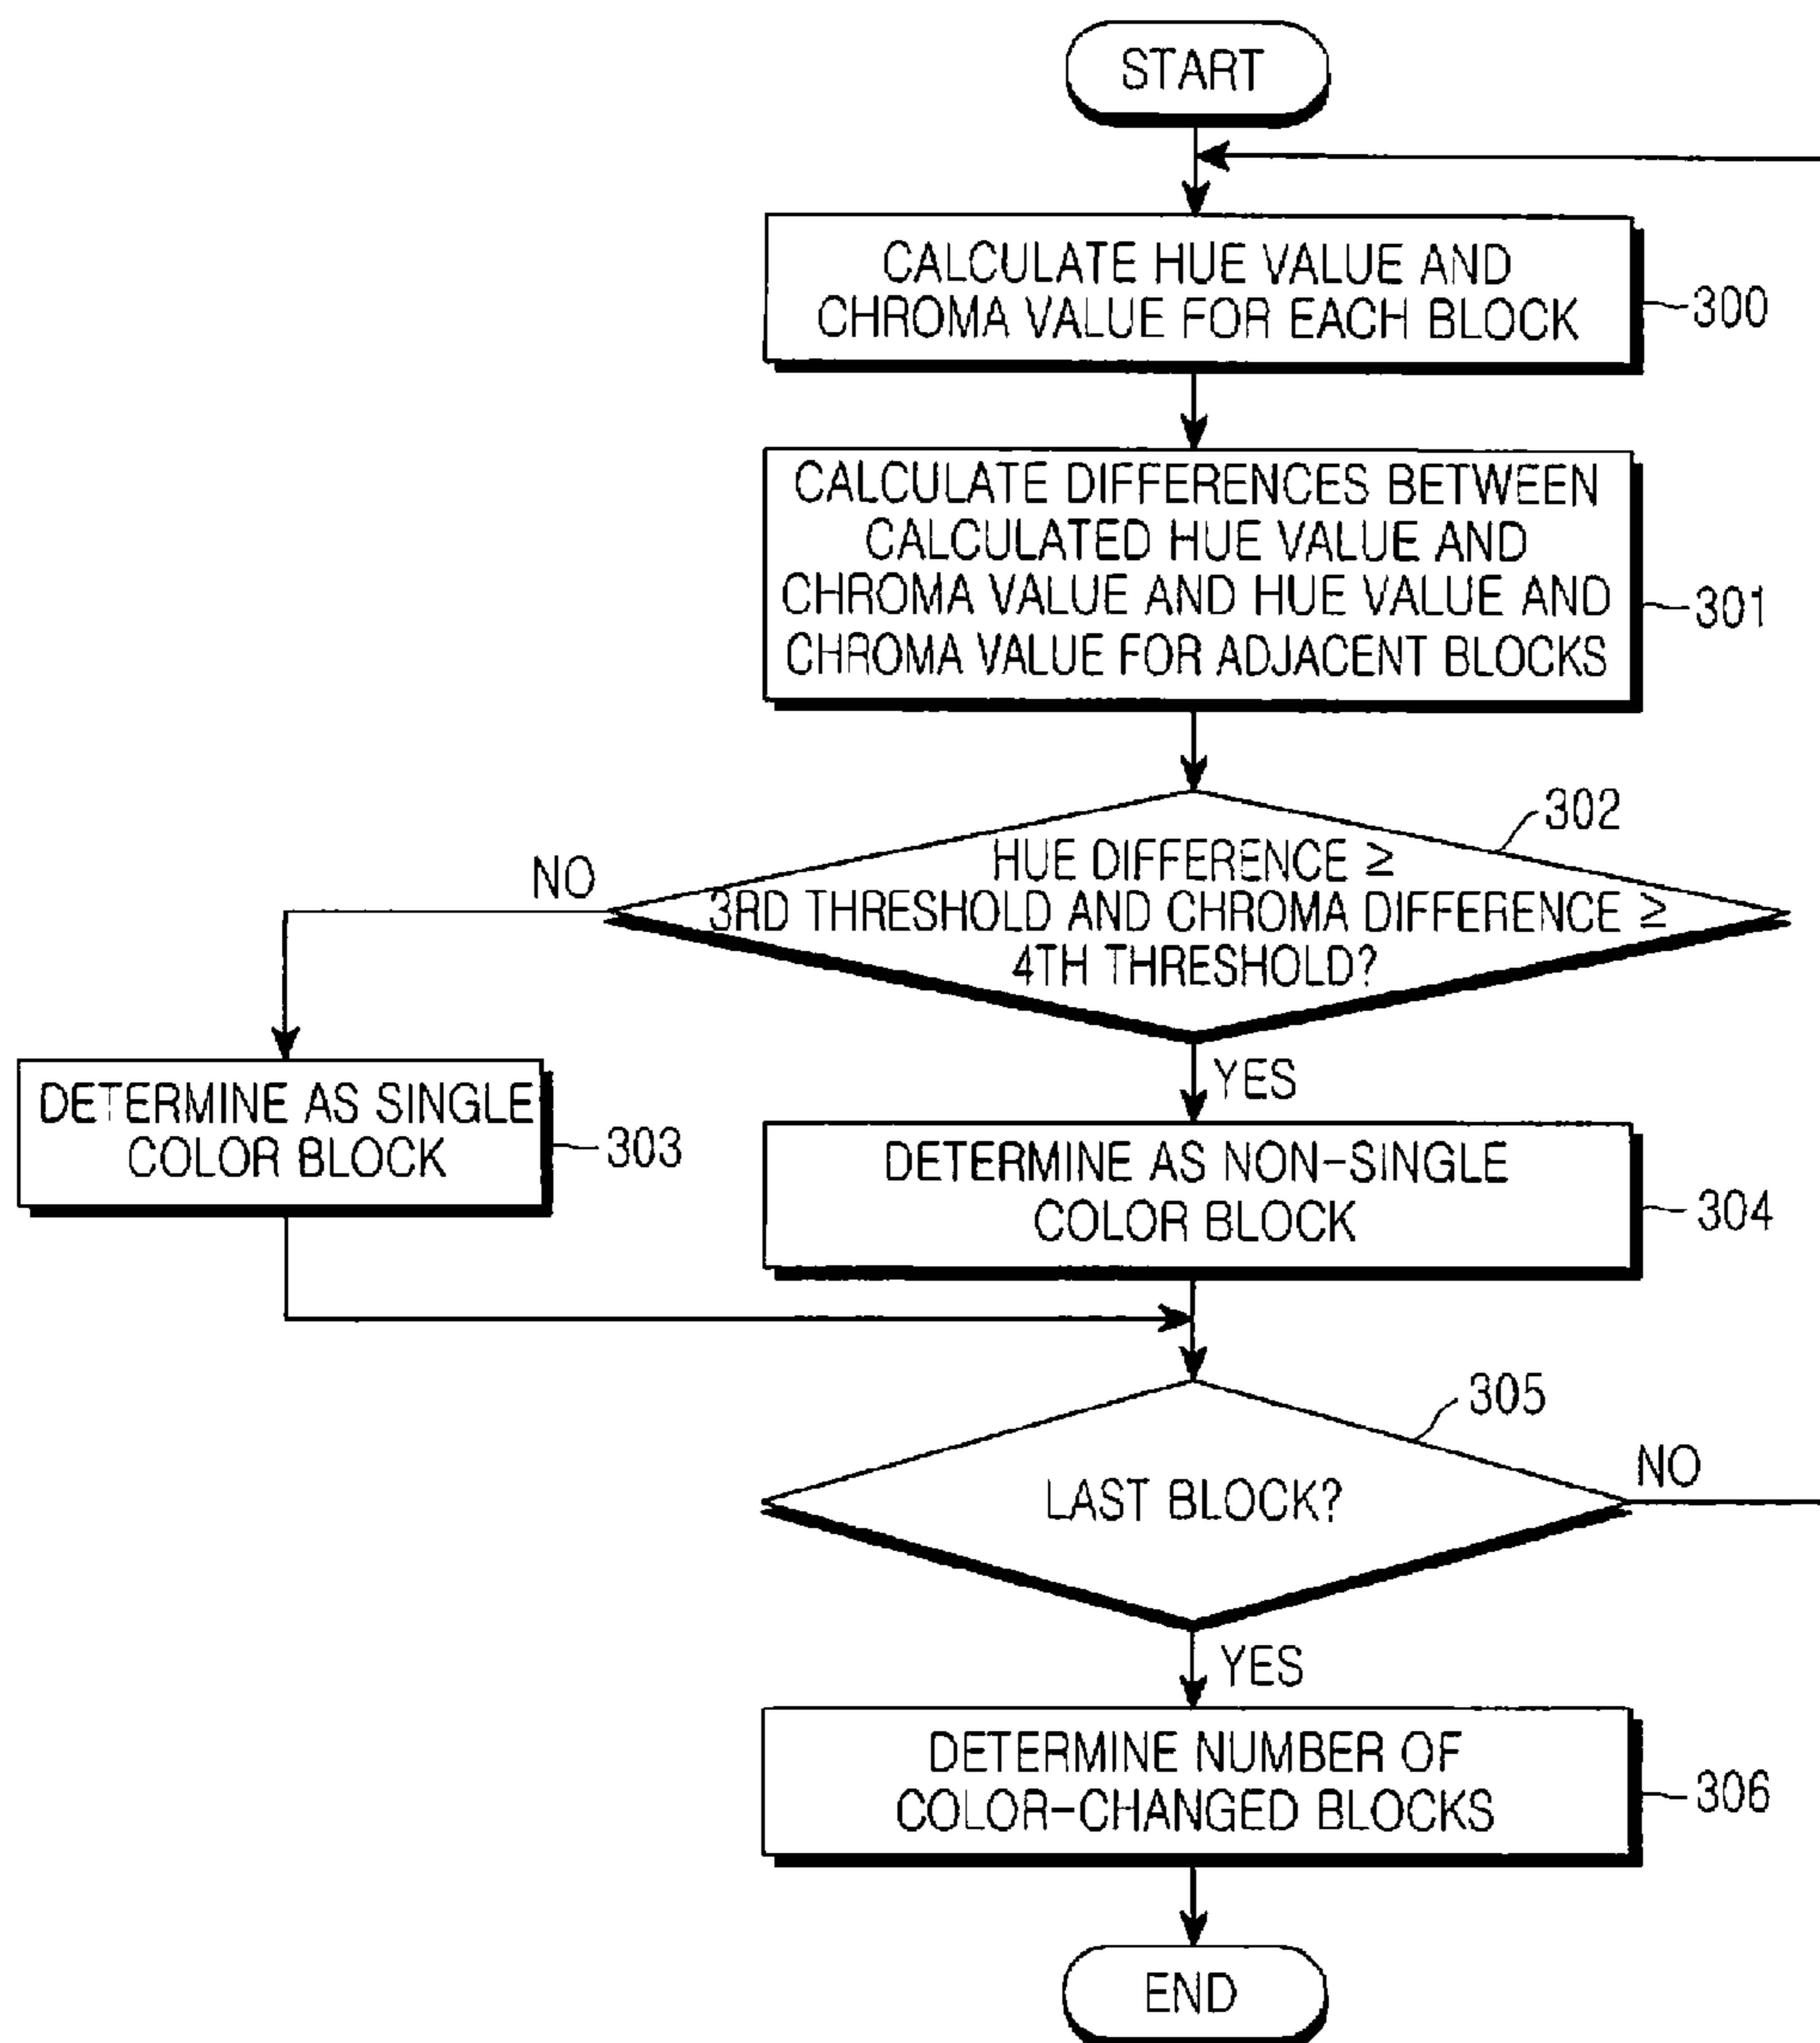 START
CALCULATE HUE VALUE AND
CHROMA VALUE FOR EACH BLOCK
300
CALCULATE DIFFERENCES BETWEEN
CALCULATED HUE VALUE AND
CHROMA VALUE AND HUE VALUE AND
CHROMA VALUE FOR ADJACENT BLOCKS
301
302
HUE DIFFERENCE ≥
3RD THRESHOLD AND CHROMA DIFFERENCE ≥
4TH THRESHOLD?
NO
YES
DETERMINE AS SINGLE
COLOR BLOCK
303
DETERMINE AS NON-SINGLE
COLOR BLOCK
304
305
LAST BLOCK?
NO
YES
DETERMINE NUMBER OF
COLOR-CHANGED BLOCKS
306
END